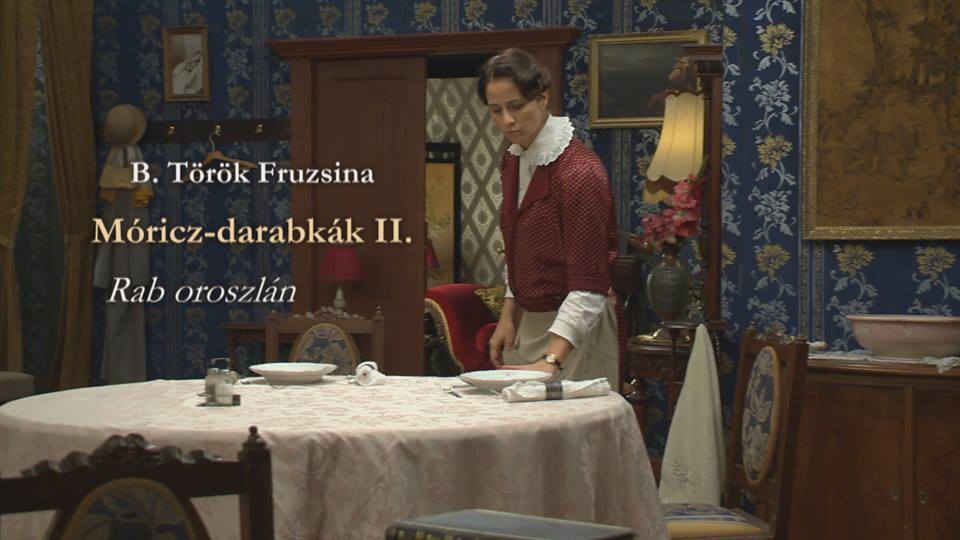 B. Török Fruzsina
Móricz-darabkák II.
Rab oroszlán